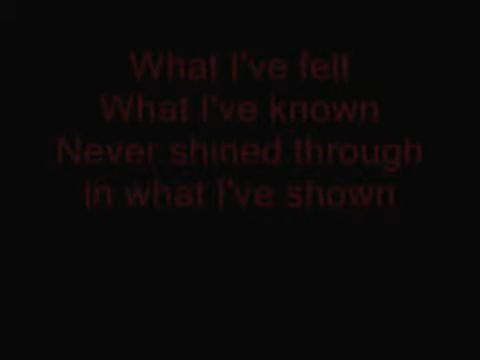 What I've felt
What I've known
Never shined through
in what I've shown